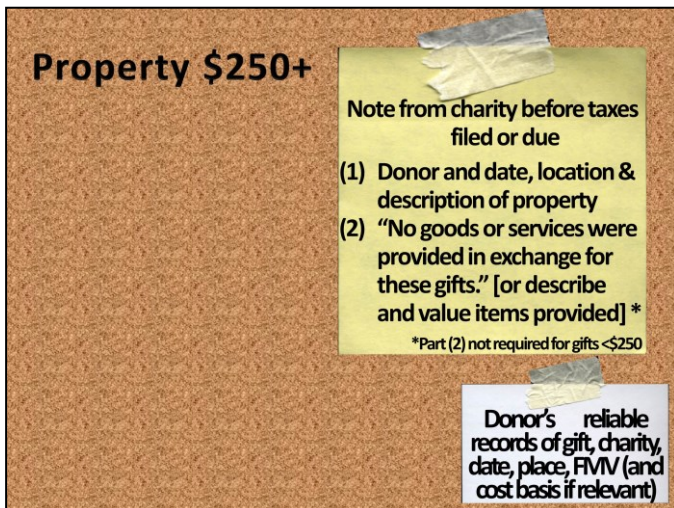 Property $250+
Note from charity before taxes
filed or due
(1) Donor and date, location &
description of property
(2) “No goods or services were
provided in exchange for
these gifts.” [or describe
and value items provided] *
*Part (2) not required for gifts <$250
Donor’s reliable
records of gift, charity,
date, place, FMV (and
cost basis if relevant)